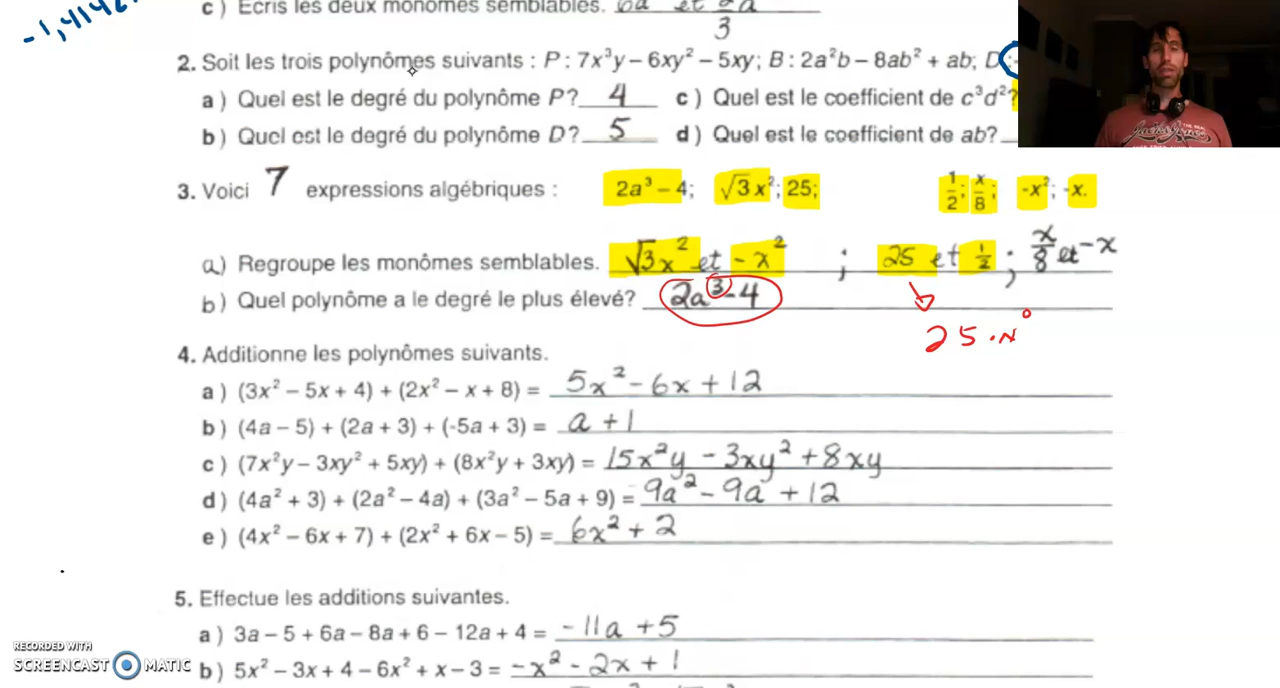 -1,4142
c) Écris les deux monômes semblables. 6a et 2a
3
2. Soit les trois polynômes suivants : P : 7x³y – 6xy² – 5xy; B : 2a²b – 8ab² + ab; D :
a) Quel est le degré du polynôme P? 4 c) Quel est le coefficient de c³d²?
b) Quel est le degré du polynôme D? 5 d) Quel est le coefficient de ab?
3. Voici 7 expressions algébriques : 2a³ – 4; √3x²; 25; 1/2; x/8; -x²; -x.
a) Regroupe les monômes semblables. √3x² et -x² ; 25 et 1/2 ; x/8 et -x
b) Quel polynôme a le degré le plus élevé? 2a³-4
25·x⁰
4. Additionne les polynômes suivants.
a) (3x² – 5x + 4) + (2x² – x + 8) = 5x² - 6x + 12
b) (4a – 5) + (2a + 3) + (-5a + 3) = a + 1
c) (7x²y – 3xy² + 5xy) + (8x²y + 3xy) = 15x²y - 3xy² + 8xy
d) (4a² + 3) + (2a² – 4a) + (3a² – 5a + 9) = 9a² - 9a + 12
e) (4x² – 6x + 7) + (2x² + 6x – 5) = 6x² + 2
5. Effectue les additions suivantes.
a) 3a – 5 + 6a – 8a + 6 – 12a + 4 = -11a + 5
b) 5x² – 3x + 4 – 6x² + x – 3 = -x² - 2x + 1
RECORDED WITH
SCREENCAST MATIC